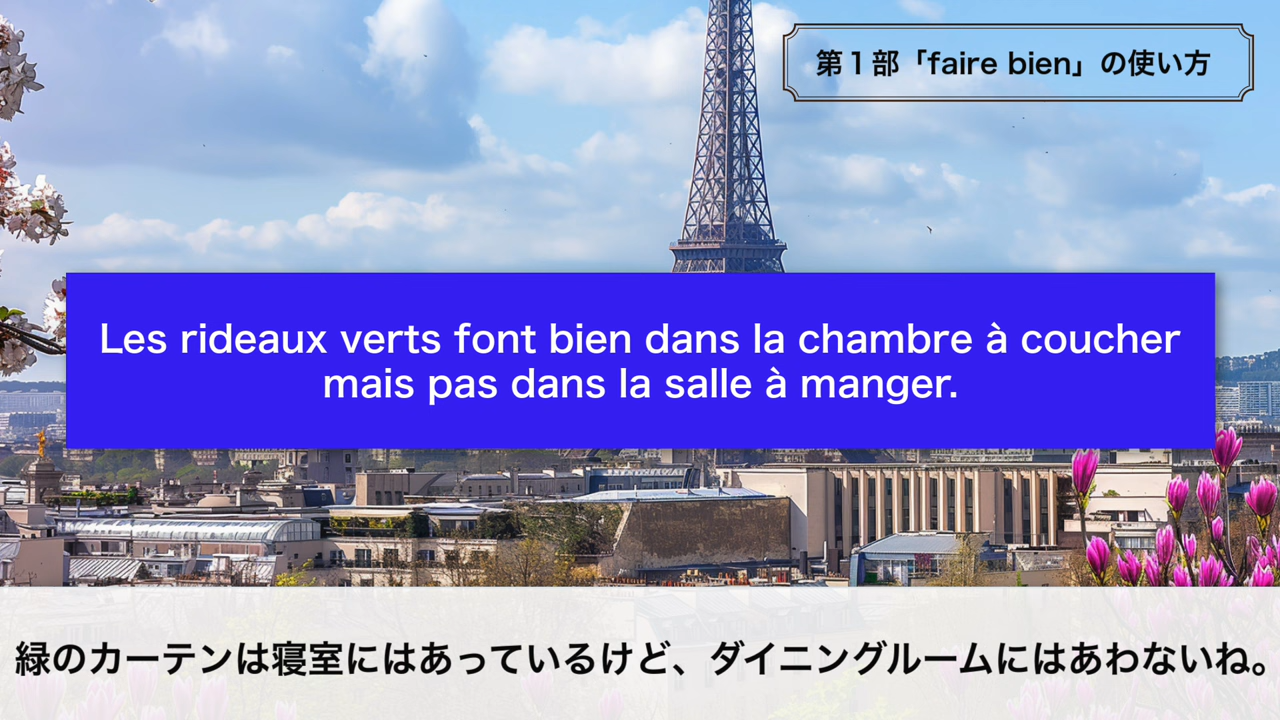 第1部「faire bien」の使い方
Les rideaux verts font bien dans la chambre à coucher
mais pas dans la salle à manger.
緑のカーテンは寝室にはあっているけど、ダイニングルームにはあわないね。